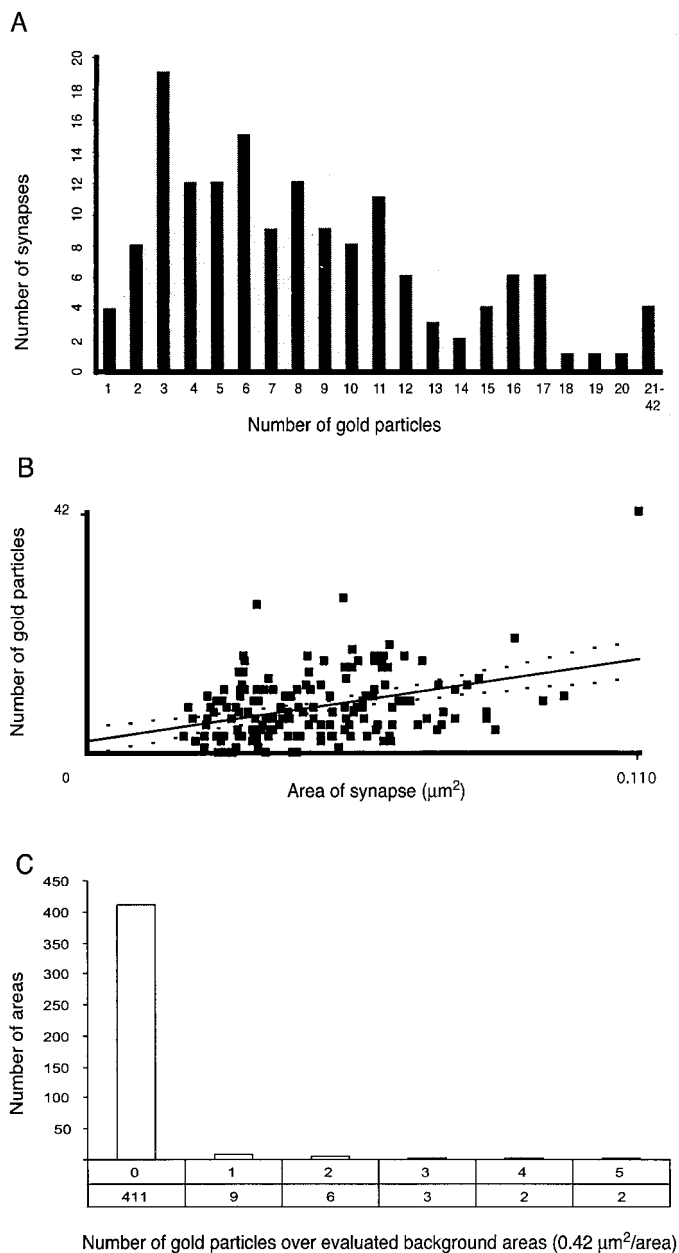 A
Number of synapses
20
18
16
14
12
10
8
6
4
2
0
1 2 3 4 5 6 7 8 9 10 11 12 13 14 15 16 17 18 19 20 21-
42
Number of gold particles
B
Number of gold particles
42
0
0.110
Area of synapse (μm²)
C
Number of areas
450
400
350
300
250
200
150
100
50
0 1 2 3 4 5
411 9 6 3 2 2
Number of gold particles over evaluated background areas (0.42 μm²/area)